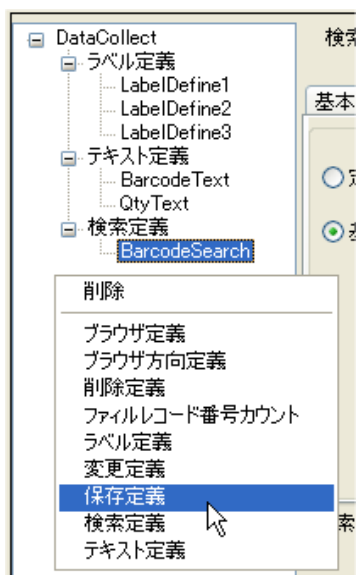 DataCollect
ラベル定義
LabelDefine1
LabelDefine2
LabelDefine3
テキスト定義
BarcodeText
QtyText
検索定義
BarcodeSearch
検索
基本
削除
ブラウザ定義
ブラウザ方向定義
削除定義
ファイルレコード番号カウント
ラベル定義
変更定義
保存定義
検索定義
テキスト定義
索